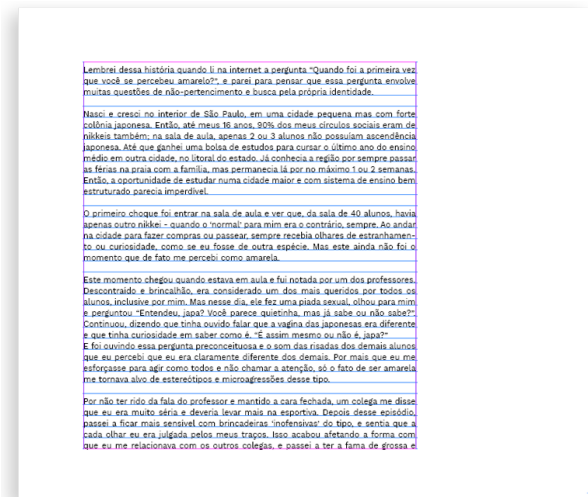 Lembrei dessa história quando li na internet a pergunta "Quando foi a primeira vez
que você se percebeu amarelo?", e parei para pensar que essa pergunta envolve
muitas questões de não-pertencimento e busca pela própria identidade.
Nasci e cresci no interior de São Paulo, em uma cidade pequena mas com forte
colônia japonesa. Então, até meus 16 anos, 90% dos meus círculos sociais eram de
nikkeis também; na sala de aula, apenas 2 ou 3 alunos não possuíam ascendência
japonesa. Até que ganhei uma bolsa de estudos para cursar o último ano do ensino
médio em outra cidade, no litoral do estado. Já conhecia a região por sempre passar
as férias na praia com a família, mas permanecia lá por no máximo 1 ou 2 semanas.
Então, a oportunidade de estudar numa cidade maior e com sistema de ensino bem
estruturado parecia imperdível.
O primeiro choque foi entrar na sala de aula e ver que, da sala de 40 alunos, havia
apenas outro nikkei - quando o 'normal' para mim era o contrário, sempre. Ao andar
na cidade para fazer compras ou passear, sempre recebia olhares de estranhamen-
to ou curiosidade, como se eu fosse de outra espécie. Mas este ainda não foi o
momento que de fato me percebi como amarela.
Este momento chegou quando estava em aula e fui notada por um dos professores.
Descontraído e brincalhão, era considerado um dos mais queridos por todos os
alunos, inclusive por mim. Mas nesse dia, ele fez uma piada sexual, olhou para mim
e perguntou "Entendeu, japa? Você parece quietinha, mas já sabe ou não sabe?".
Continuou, dizendo que tinha ouvido falar que a vagina das japonesas era diferente
e que tinha curiosidade em saber como é. "É assim mesmo ou não é, japa?"
E foi ouvindo essa pergunta preconceituosa e o som das risadas dos demais alunos
que eu percebi que eu era claramente diferente dos demais. Por mais que eu me
esforçasse para agir como todos e não chamar a atenção, só o fato de ser amarela
me tornava alvo de estereótipos e microagressões desse tipo.
Por não ter rido da fala do professor e mantido a cara fechada, um colega me disse
que eu era muito séria e deveria levar mais na esportiva. Depois desse episódio,
passei a ficar mais sensível com brincadeiras 'inofensivas' do tipo, e sentia que a
cada olhar eu era julgada pelos meus traços. Isso acabou afetando a forma com
que eu me relacionava com os outros colegas, e passei a ter a fama de grossa e